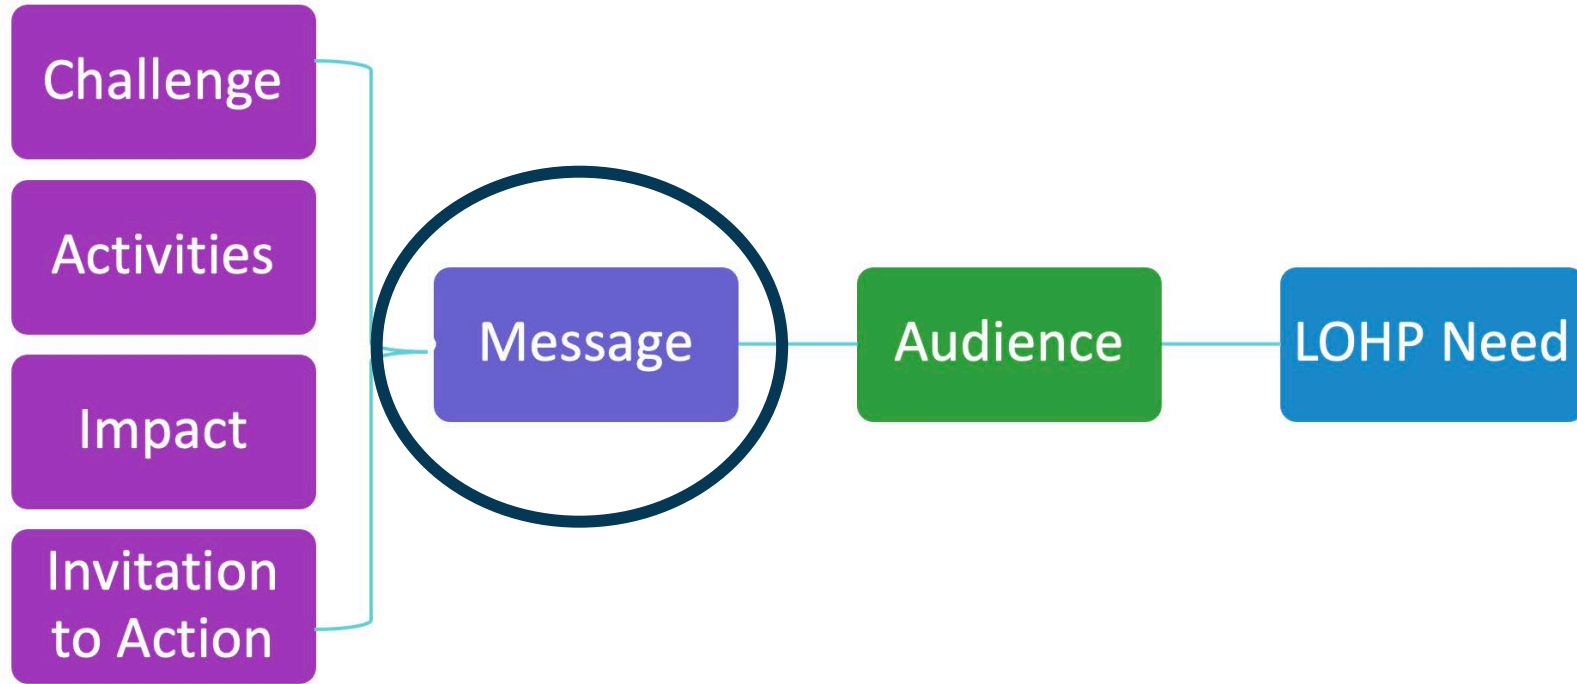 Challenge
Activities
Impact
Invitation
to Action
Message
Audience
LOHP Need